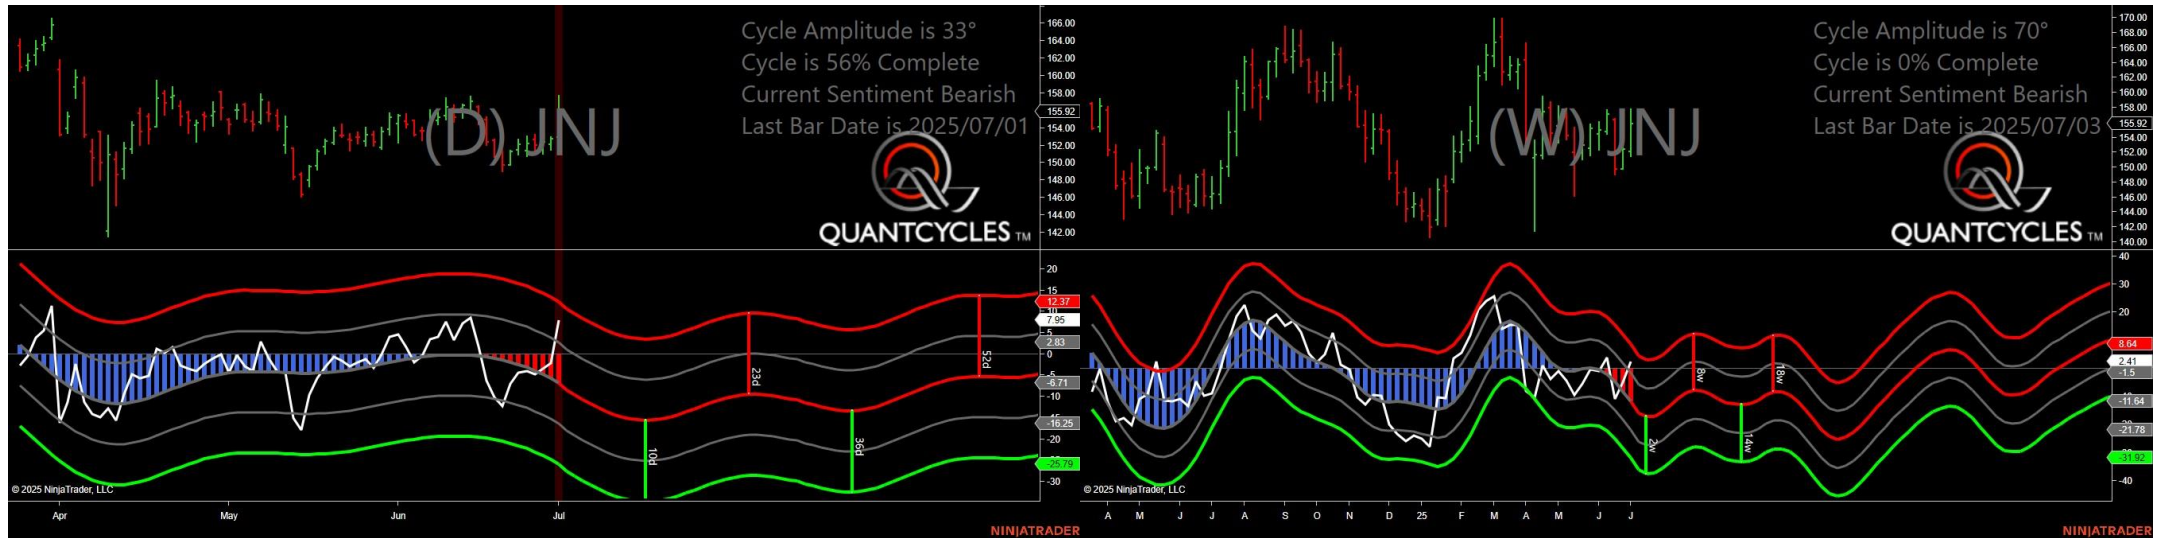 Cycle Amplitude is 33°
Cycle is 56% Complete
Current Sentiment Bearish
Last Bar Date is 2025/07/01
(D) JNJ
QUANTCYCLES TM
166.00
164.00
162.00
160.00
158.00
155.92
154.00
152.00
150.00
148.00
146.00
144.00
142.00
20
15
12.37
7.95
5
2.83
0
-6.71
-10
-16.25
-20
-25.79
-30
10d
23d
36d
52d
© 2025 NinjaTrader, LLC
Apr May Jun Jul
NINJATRADER
Cycle Amplitude is 70°
Cycle is 0% Complete
Current Sentiment Bearish
Last Bar Date is 2025/07/03
(W) JNJ
QUANTCYCLES TM
170.00
168.00
166.00
164.00
162.00
160.00
158.00
155.92
154.00
152.00
150.00
148.00
146.00
144.00
142.00
140.00
40
30
20
8.64
2.41
-1.5
-11.64
-21.78
-31.92
-40
2w
8w
14w
18w
© 2025 NinjaTrader, LLC
A M J J A S O N D 25 F M A M J J
NINJATRADER